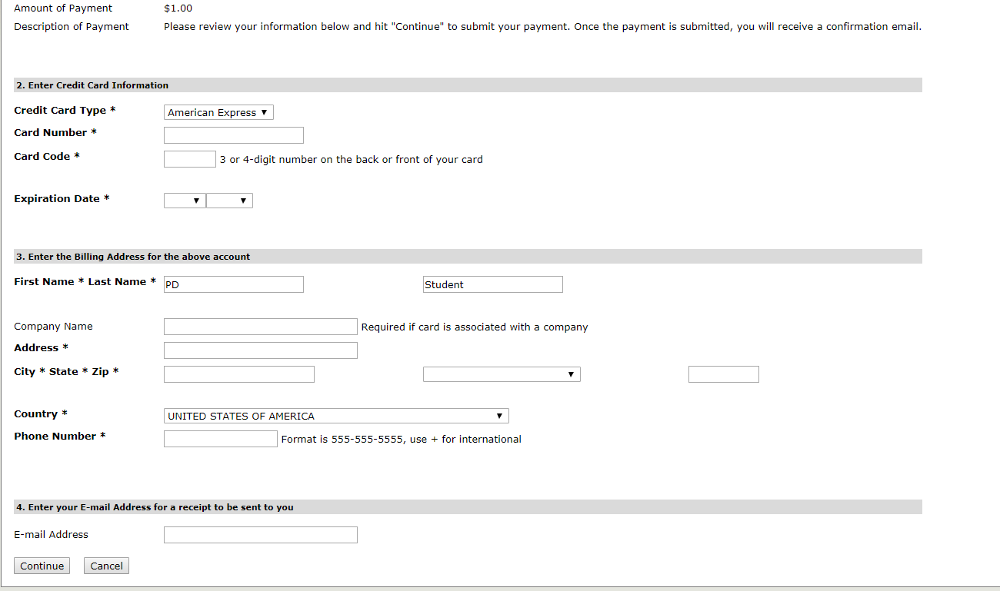 Amount of Payment $1.00
Description of Payment Please review your information below and hit "Continue" to submit your payment. Once the payment is submitted, you will receive a confirmation email.
2. Enter Credit Card Information
Credit Card Type * American Express
Card Number *
Card Code * 3 or 4-digit number on the back or front of your card
Expiration Date *
3. Enter the Billing Address for the above account
First Name * Last Name * PD Student
Company Name Required if card is associated with a company
Address *
City * State * Zip *
Country * UNITED STATES OF AMERICA
Phone Number * Format is 555-555-5555, use + for international
4. Enter your E-mail Address for a receipt to be sent to you
E-mail Address
Continue Cancel